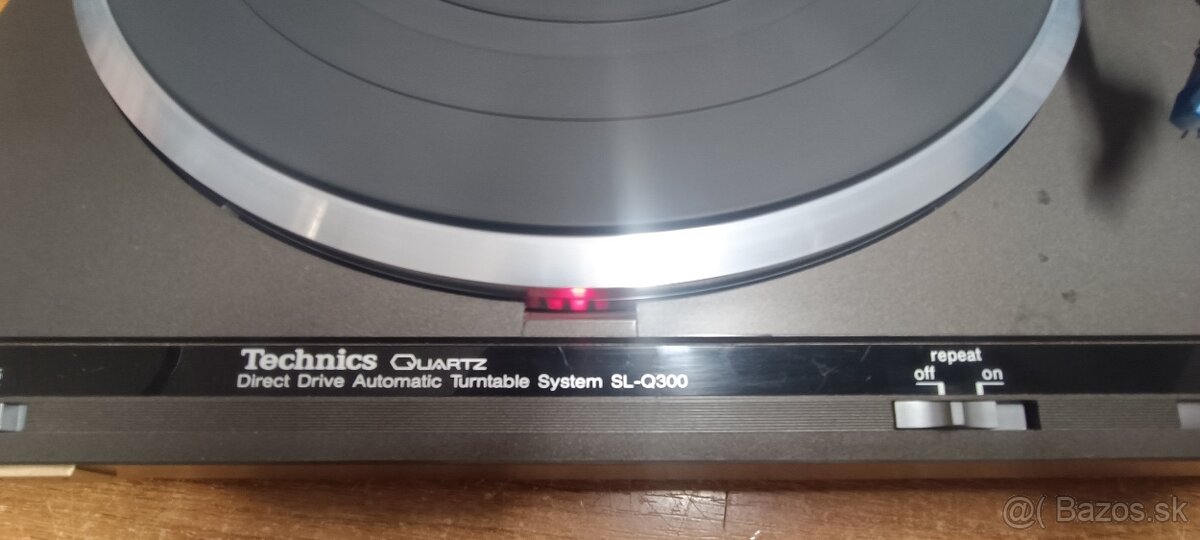 Technics QUARTZ
Direct Drive Automatic Turntable System SL-Q300
repeat
off on
@( Bazos.sk